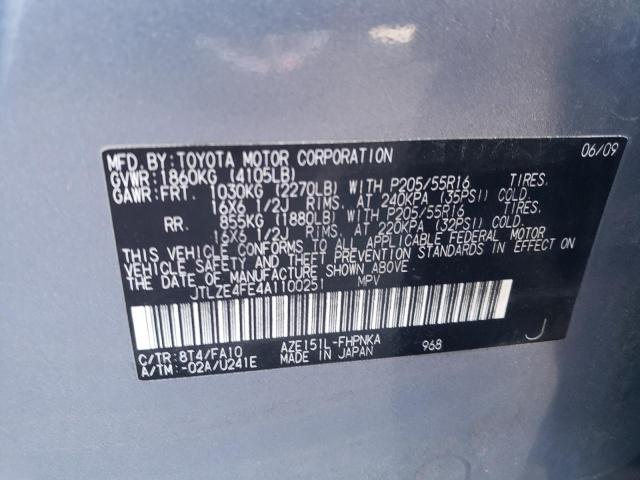 MFD. BY: TOYOTA MOTOR CORPORATION 06/09
GVWR: 1860KG (4105LB)
GAWR: FRT. 1030KG (2270LB) WITH P205/55R16 TIRES.
16X6 1/2J RIMS. AT 240KPA (35PSI) COLD.
RR. 855KG (1880LB) WITH P205/55R16 TIRES.
16X6 1/2J RIMS. AT 220KPA (32PSI) COLD.
THIS VEHICLE CONFORMS TO ALL APPLICABLE FEDERAL MOTOR
VEHICLE SAFETY AND THEFT PREVENTION STANDARDS IN EFFECT ON
THE DATE OF MANUFACTURE SHOWN ABOVE.
JTLZE4FE4A1100251 MPV
C/TR: 8T4/FA10 AZE151L-FHPNKA 968 J
A/TM: -02A/U241E MADE IN JAPAN